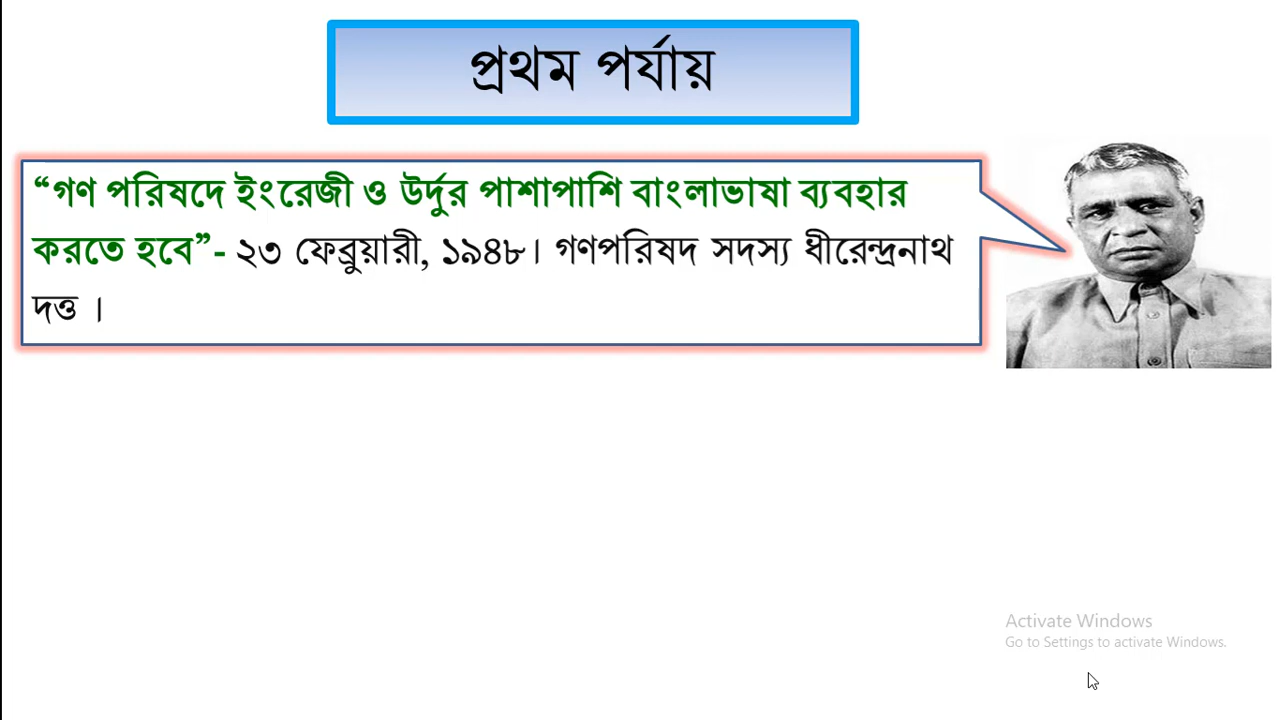 প্রথম পর্যায়
“গণ পরিষদে ইংরেজী ও উর্দুর পাশাপাশি বাংলাভাষা ব্যবহার
করতে হবে”- ২৩ ফেব্রুয়ারী, ১৯৪৮। গণপরিষদ সদস্য ধীরেন্দ্রনাথ
দত্ত ।
Activate Windows
Go to Settings to activate Windows.